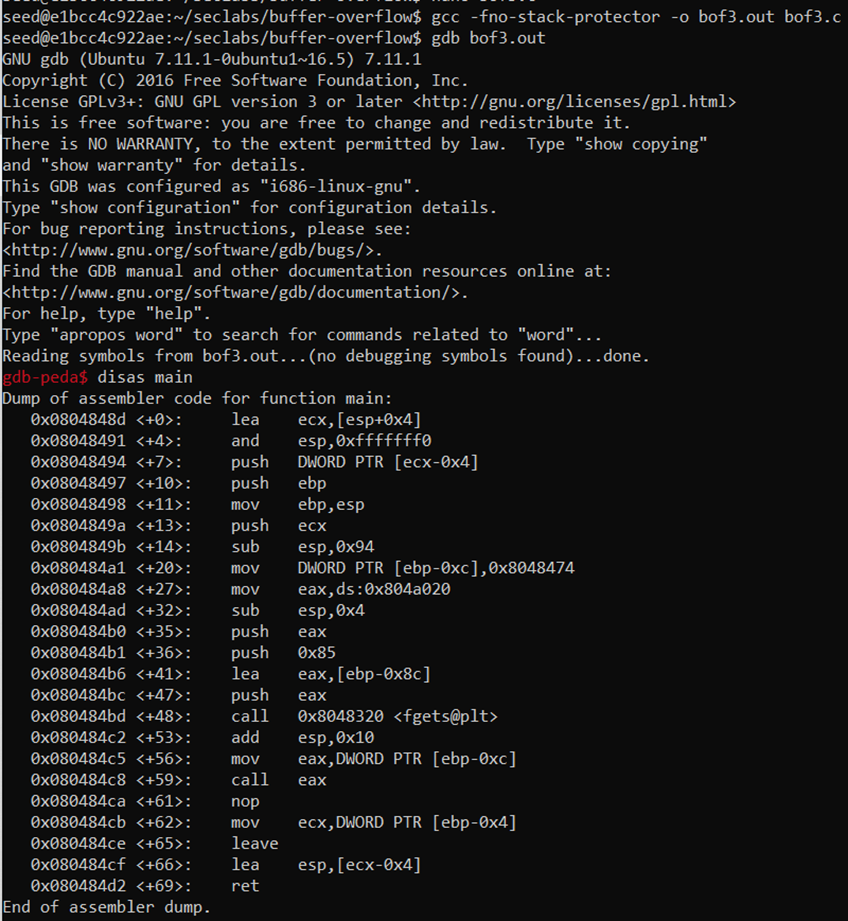 seed@e1bcc4c922ae:~/seclabs/buffer-overflow$ gcc -fno-stack-protector -o bof3.out bof3.c
seed@e1bcc4c922ae:~/seclabs/buffer-overflow$ gdb bof3.out
GNU gdb (Ubuntu 7.11.1-0ubuntu1~16.5) 7.11.1
Copyright (C) 2016 Free Software Foundation, Inc.
License GPLv3+: GNU GPL version 3 or later <http://gnu.org/licenses/gpl.html>
This is free software: you are free to change and redistribute it.
There is NO WARRANTY, to the extent permitted by law.  Type "show copying"
and "show warranty" for details.
This GDB was configured as "i686-linux-gnu".
Type "show configuration" for configuration details.
For bug reporting instructions, please see:
<http://www.gnu.org/software/gdb/bugs/>.
Find the GDB manual and other documentation resources online at:
<http://www.gnu.org/software/gdb/documentation/>.
For help, type "help".
Type "apropos word" to search for commands related to "word"...
Reading symbols from bof3.out...(no debugging symbols found)...done.
gdb-peda$ disas main
Dump of assembler code for function main:
   0x0804848d <+0>:     lea    ecx,[esp+0x4]
   0x08048491 <+4>:     and    esp,0xfffffff0
   0x08048494 <+7>:     push   DWORD PTR [ecx-0x4]
   0x08048497 <+10>:    push   ebp
   0x08048498 <+11>:    mov    ebp,esp
   0x0804849a <+13>:    push   ecx
   0x0804849b <+14>:    sub    esp,0x94
   0x080484a1 <+20>:    mov    DWORD PTR [ebp-0xc],0x8048474
   0x080484a8 <+27>:    mov    eax,ds:0x804a020
   0x080484ad <+32>:    sub    esp,0x4
   0x080484b0 <+35>:    push   eax
   0x080484b1 <+36>:    push   0x85
   0x080484b6 <+41>:    lea    eax,[ebp-0x8c]
   0x080484bc <+47>:    push   eax
   0x080484bd <+48>:    call   0x8048320 <fgets@plt>
   0x080484c2 <+53>:    add    esp,0x10
   0x080484c5 <+56>:    mov    eax,DWORD PTR [ebp-0xc]
   0x080484c8 <+59>:    call   eax
   0x080484ca <+61>:    nop
   0x080484cb <+62>:    mov    ecx,DWORD PTR [ebp-0x4]
   0x080484ce <+65>:    leave
   0x080484cf <+66>:    lea    esp,[ecx-0x4]
   0x080484d2 <+69>:    ret
End of assembler dump.